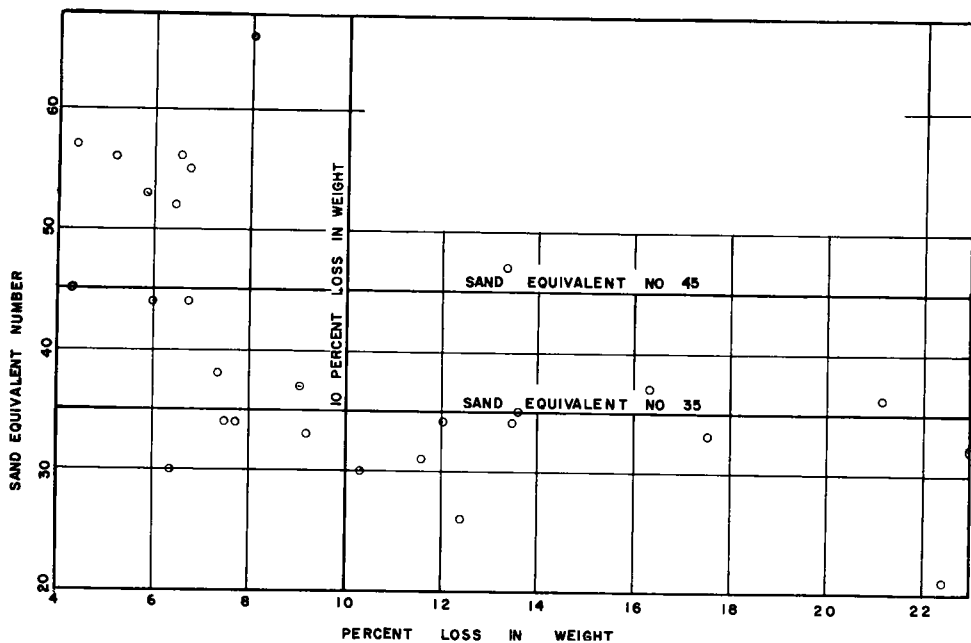 SAND EQUIVALENT NUMBER
60
50
40
30
20
10 PERCENT LOSS IN WEIGHT
SAND EQUIVALENT NO 45
SAND EQUIVALENT NO 35
4 6 8 10 12 14 16 18 20 22
PERCENT LOSS IN WEIGHT